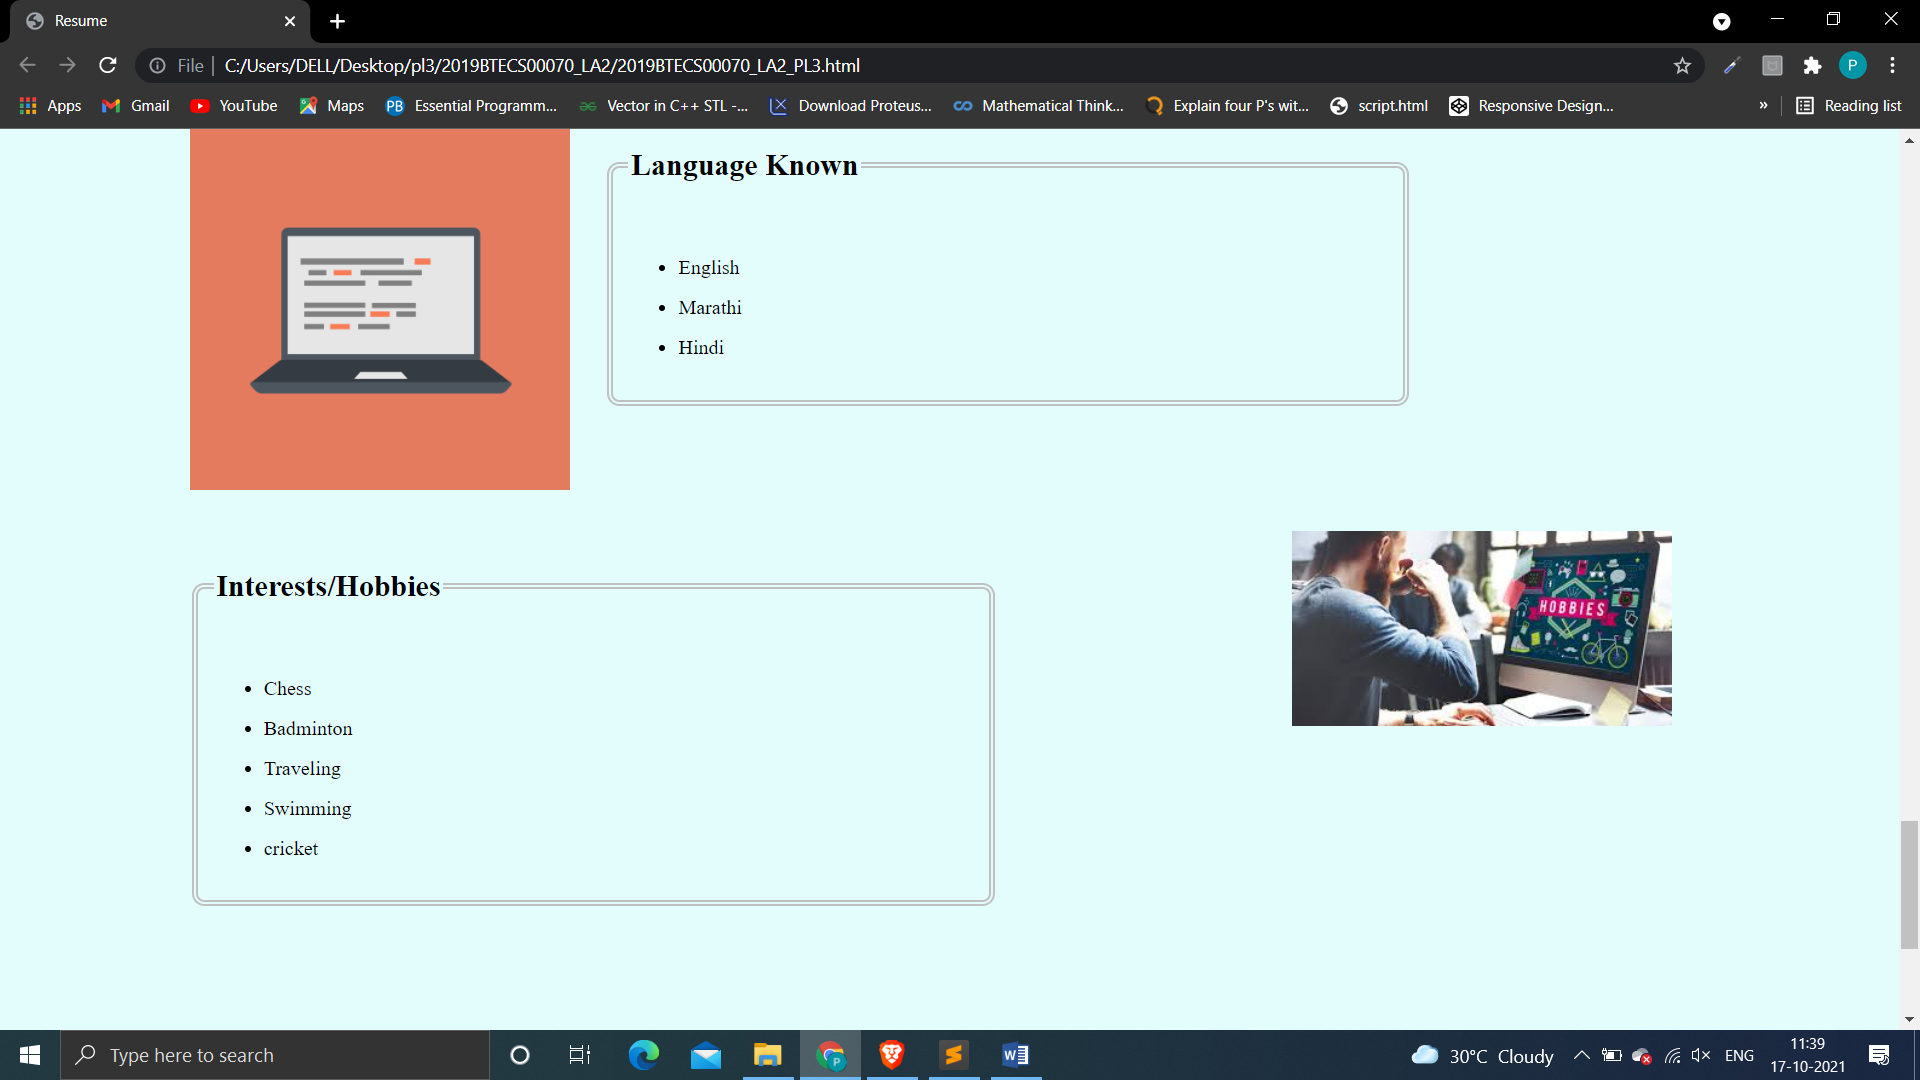 Resume
File
C:/Users/DELL/Desktop/pl3/2019BTECS00070_LA2/2019BTECS00070_LA2_PL3.html
P
Apps Gmail YouTube Maps PB Essential Programm... Vector in C++ STL -... Download Proteus... Mathematical Think... Explain four P's wit... script.html Responsive Design... » Reading list
Language Known
English
Marathi
Hindi
HOBBIES
Interests/Hobbies
Chess
Badminton
Traveling
Swimming
cricket
Type here to search
30°C Cloudy
ENG
11:39
17-10-2021